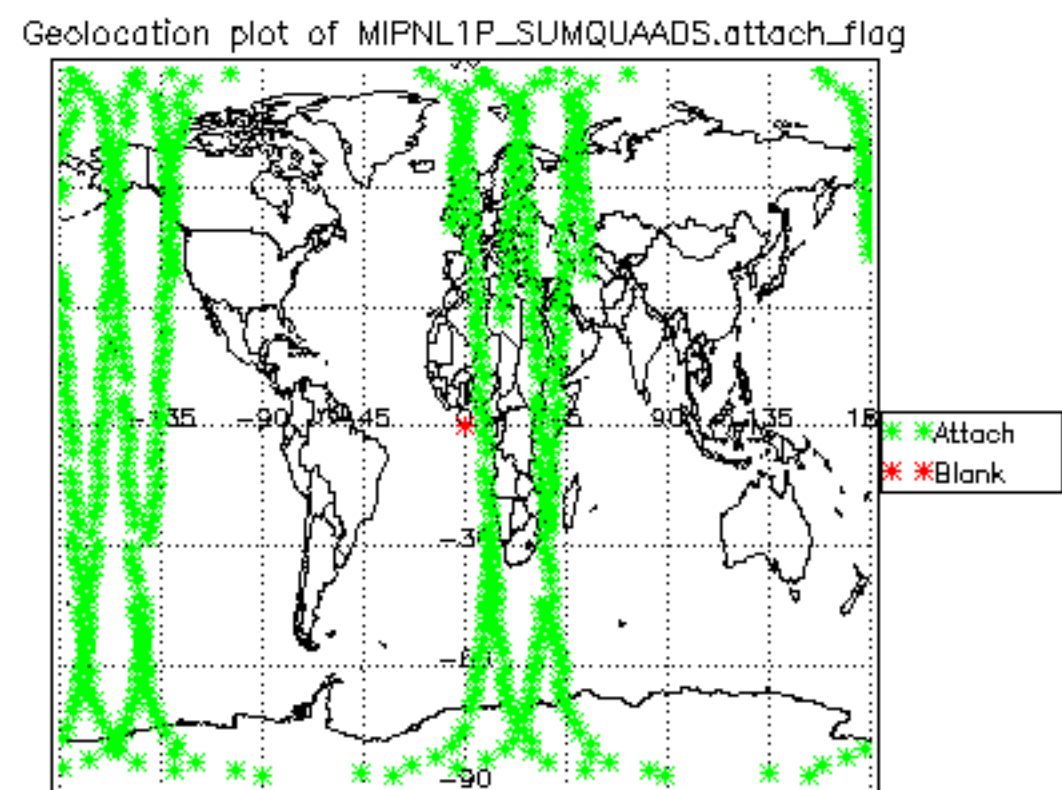 Geolocation plot of MIPNL1P_SUMQUAADS.attach_flag
-135 -90 45 90 135
Attach
Blank
-90